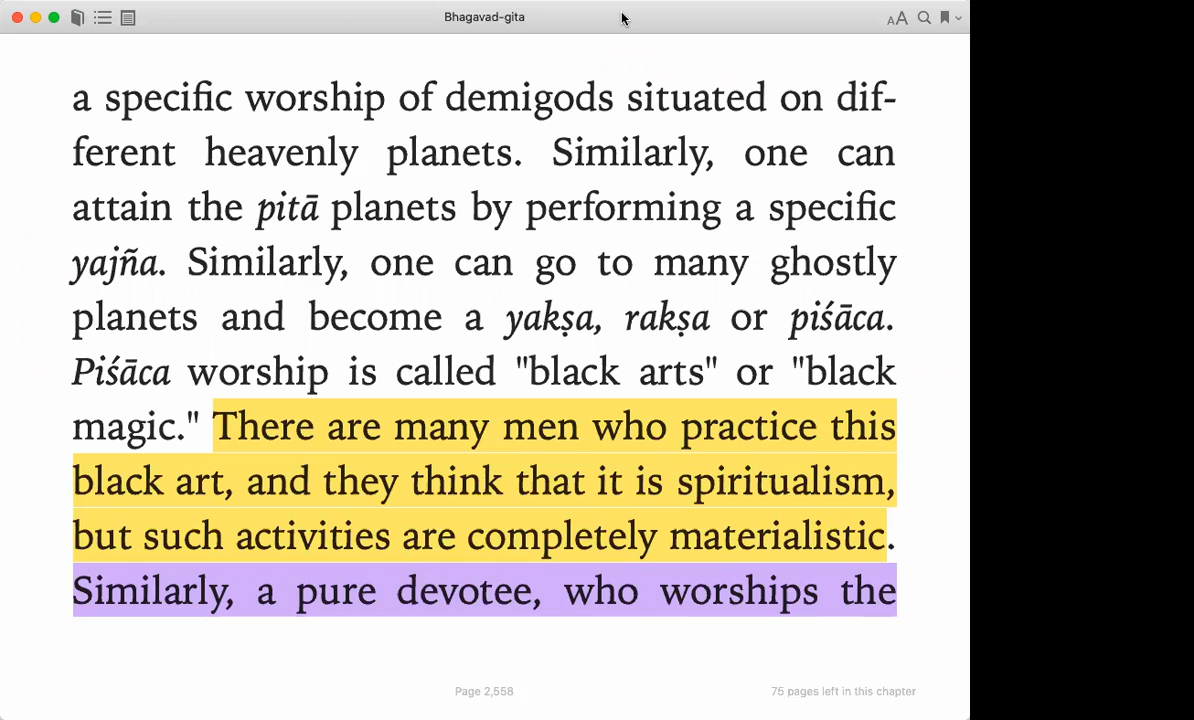 Bhagavad-gita
AA
a specific worship of demigods situated on dif-
ferent heavenly planets. Similarly, one can
attain the pitā planets by performing a specific
yajña. Similarly, one can go to many ghostly
planets and become a yakṣa, rakṣa or piśāca.
Piśāca worship is called "black arts" or "black
magic." There are many men who practice this
black art, and they think that it is spiritualism,
but such activities are completely materialistic.
Similarly, a pure devotee, who worships the
Page 2,558
75 pages left in this chapter